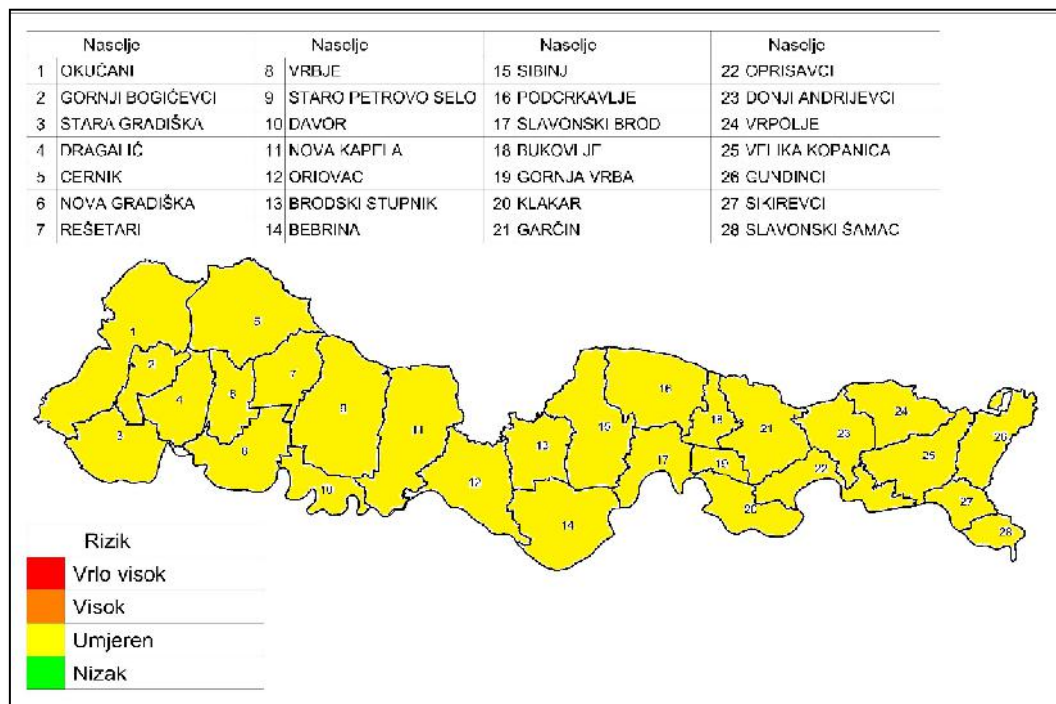 Naselje Naselje Naselje Naselje
1 OKUČANI 8 VRBJE 15 SIBINJ 22 OPRISAVCI
2 GORNJI BOGIĆEVCI 9 STARO PETROVO SELO 16 PODCRKAVLJE 23 DONJI ANDRIJEVCI
3 STARA GRADIŠKA 10 DAVOR 17 SLAVONSKI BROD 24 VRPOLJE
4 DRAGALIĆ 11 NOVA KAPELA 18 BUKOVLJE 25 VELIKA KOPANICA
5 CERNIK 12 ORIOVAC 19 GORNJA VRBA 26 GUNDINCI
6 NOVA GRADIŠKA 13 BRODSKI STUPNIK 20 KLAKAR 27 SIKIREVCI
7 REŠETARI 14 BEBRINA 21 GARČIN 28 SLAVONSKI ŠAMAC
5
1
2
7
4
6
9
3
8
10
11
12
13
14
15
16
17
18
19
20
21
22
23
24
25
26
27
28
Rizik
Vrlo visok
Visok
Umjeren
Nizak